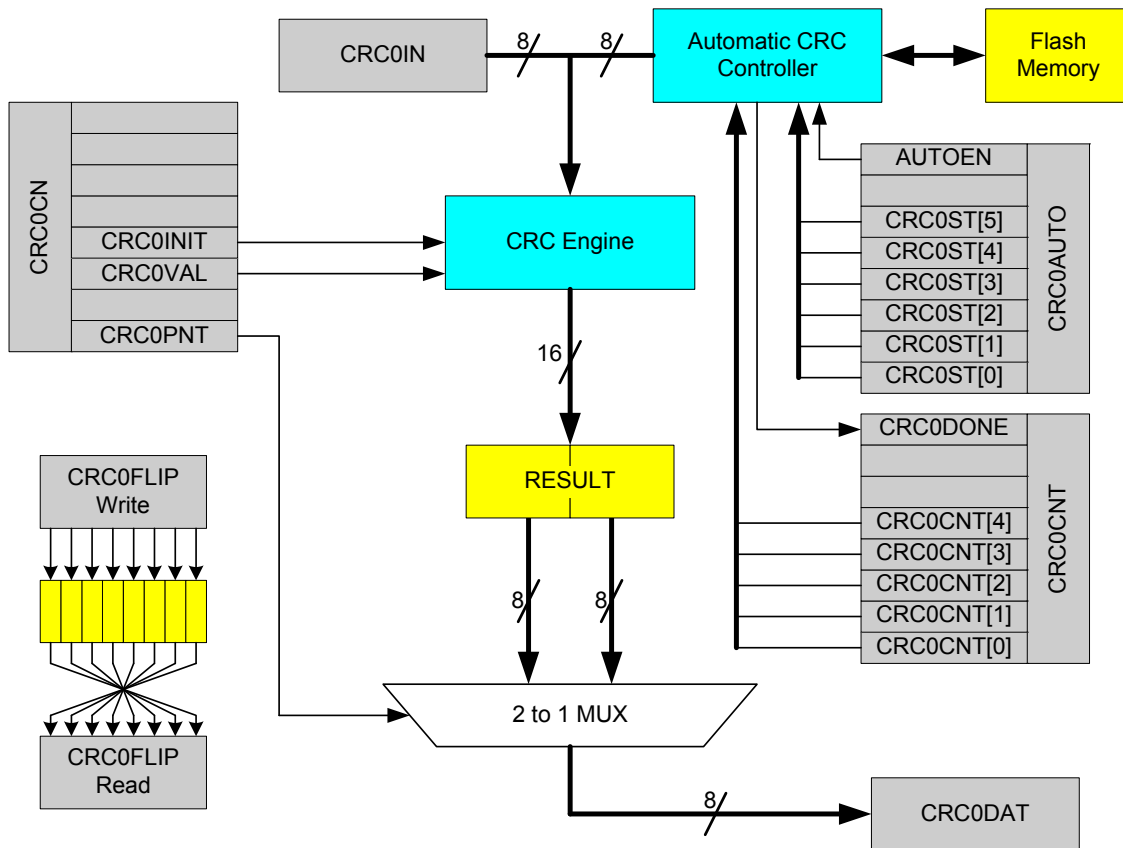 CRC0IN
8
8
Automatic CRC
Controller
Flash
Memory
CRC0CN
CRC0INIT
CRC0VAL
CRC0PNT
CRC Engine
AUTOEN
CRC0ST[5]
CRC0ST[4]
CRC0ST[3]
CRC0ST[2]
CRC0ST[1]
CRC0ST[0]
CRC0AUTO
16
RESULT
CRC0DONE
CRC0CNT[4]
CRC0CNT[3]
CRC0CNT[2]
CRC0CNT[1]
CRC0CNT[0]
CRC0CNT
CRC0FLIP
Write
8
8
2 to 1 MUX
CRC0FLIP
Read
8
CRC0DAT